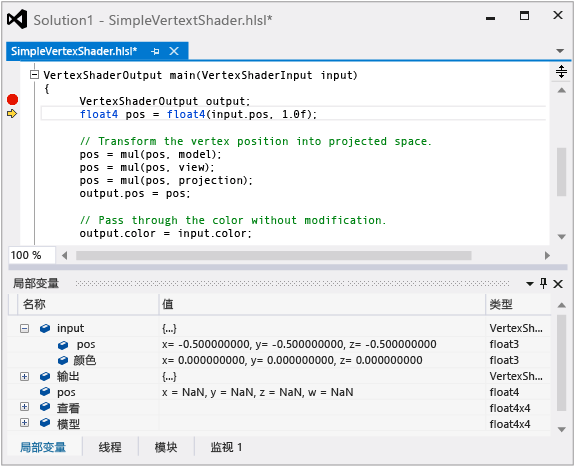 Solution1 - SimpleVertextShader.hlsl*
SimpleVertexShader.hlsl*
VertexShaderOutput main(VertexShaderInput input)
{
VertexShaderOutput output;
float4 pos = float4(input.pos, 1.0f);
// Transform the vertex position into projected space.
pos = mul(pos, model);
pos = mul(pos, view);
pos = mul(pos, projection);
output.pos = pos;
// Pass through the color without modification.
output.color = input.color;
100 %
局部变量
名称 值 类型
input {...} VertexSh...
pos x= -0.500000000, y= -0.500000000, z= -0.500000000 float3
颜色 x= 0.000000000, y= 0.000000000, z= 0.000000000 float3
输出 {...} VertexSh...
pos x = NaN, y = NaN, z = NaN, w = NaN float4
查看 float4x4
模型 float4x4
局部变量 线程 模块 监视 1